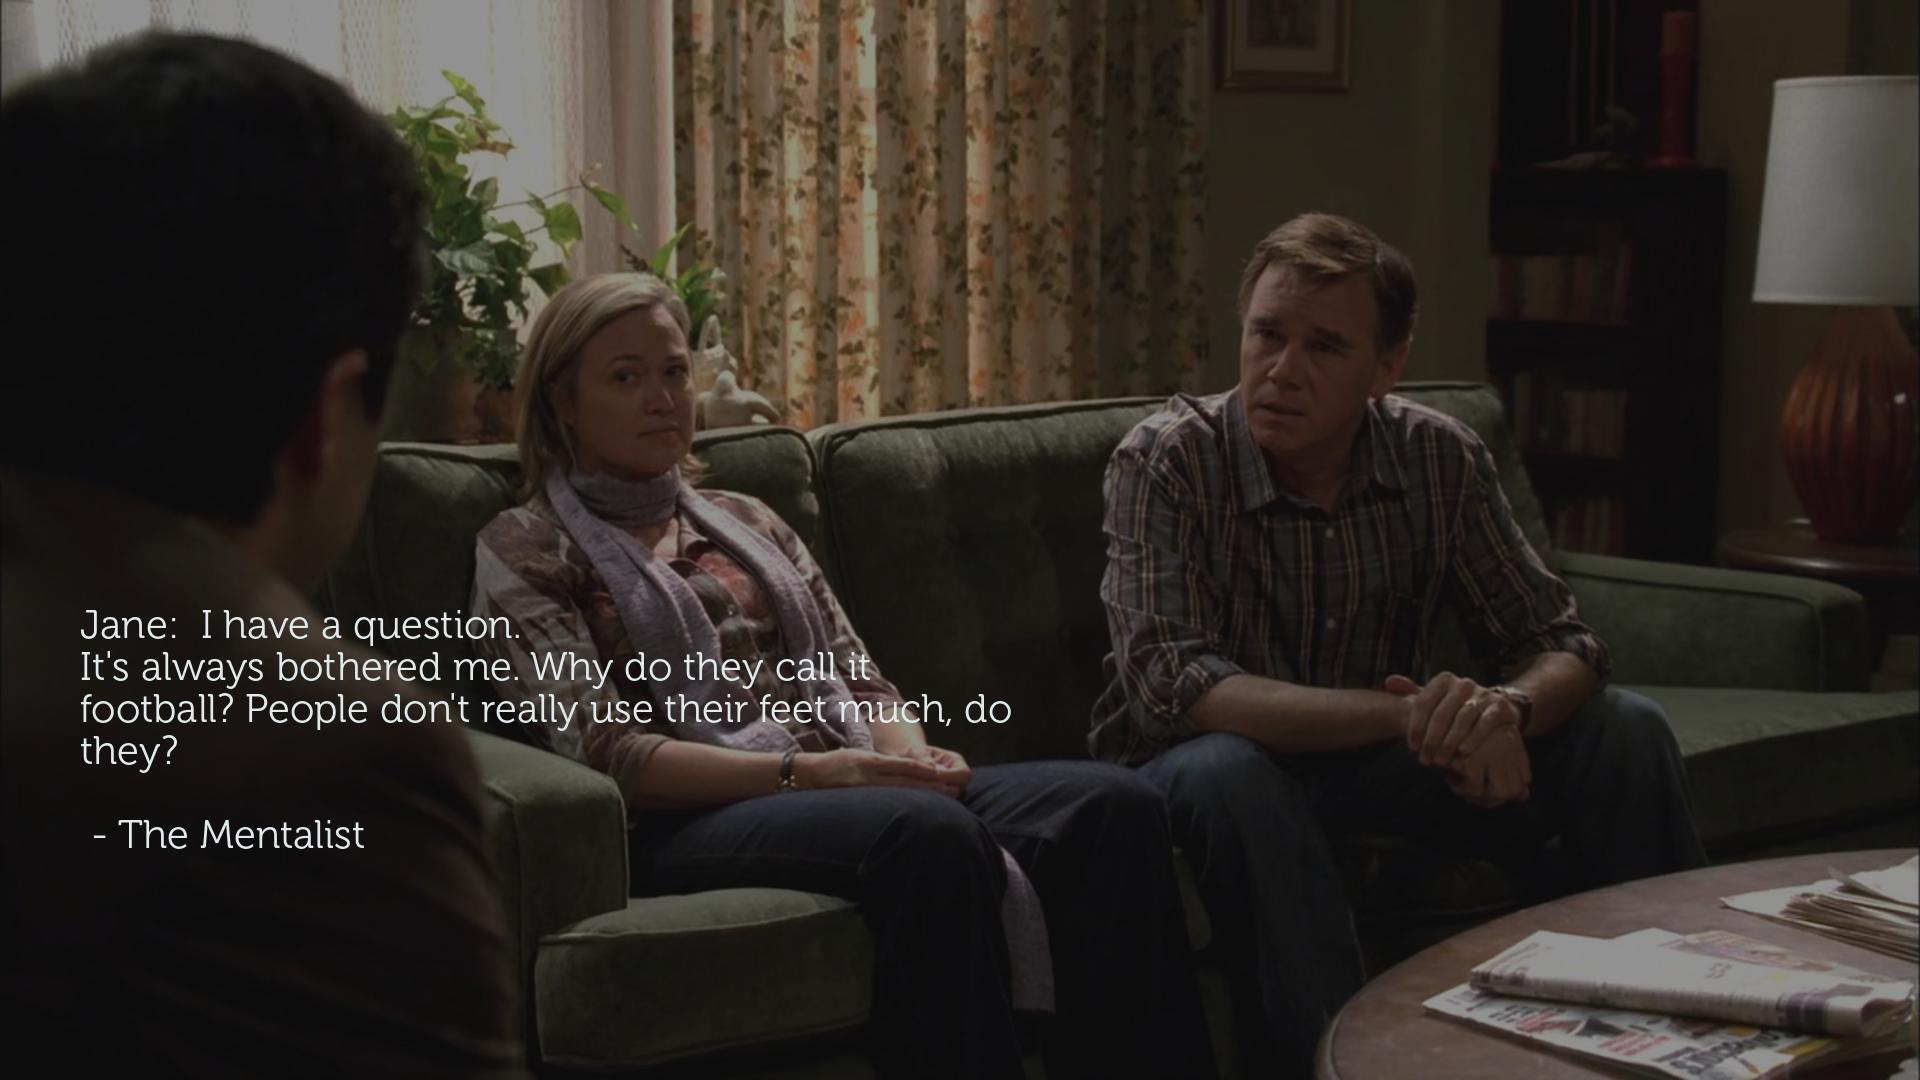 Jane:  I have a question.
It's always bothered me. Why do they call it
football? People don't really use their feet much, do
they?
 - The Mentalist